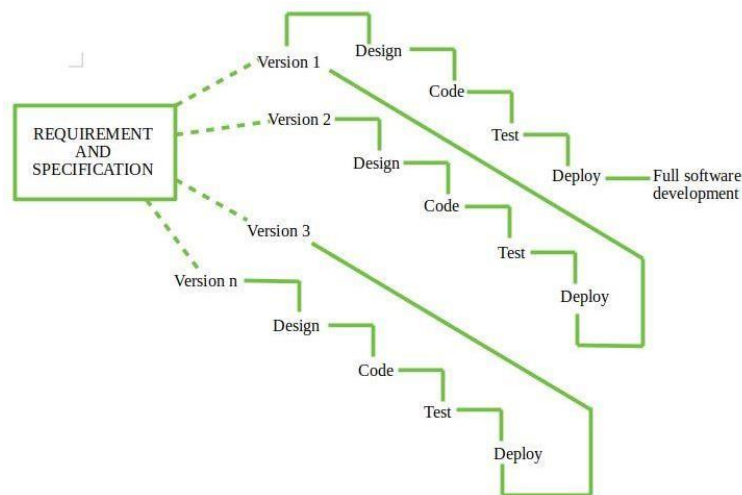 REQUIREMENT
AND
SPECIFICATION
Version 1
Design
Code
Test
Deploy
Full software
development
Version 2
Design
Code
Test
Deploy
Version 3
Version n
Design
Code
Test
Deploy